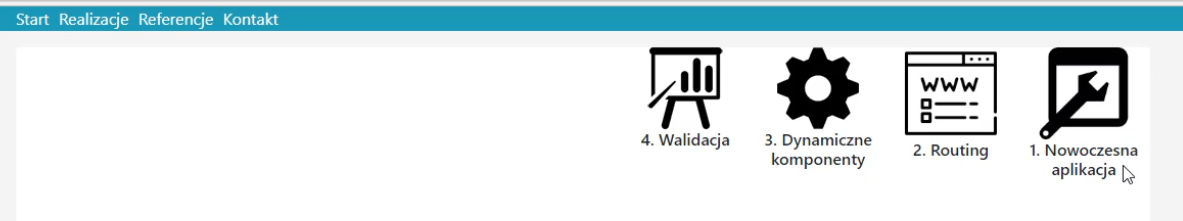 Start Realizacje Referencje Kontakt
WWW
4. Walidacja
3. Dynamiczne
komponenty
2. Routing
1. Nowoczesna
aplikacja